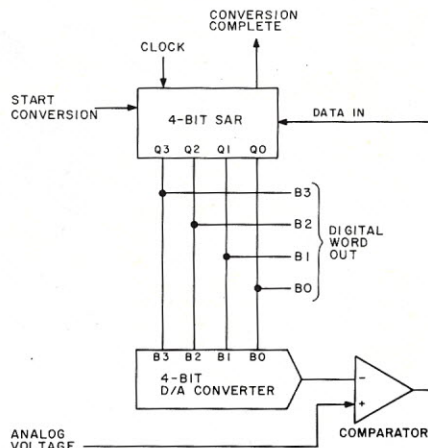 CONVERSION
COMPLETE
CLOCK
START
CONVERSION
4-BIT SAR
DATA IN
Q3 Q2 Q1 Q0
B3
B2
B1
B0
DIGITAL
WORD
OUT
B3 B2 B1 B0
4-BIT
D/A CONVERTER
-
+
COMPARATOR
ANALOG
VOLTAGE